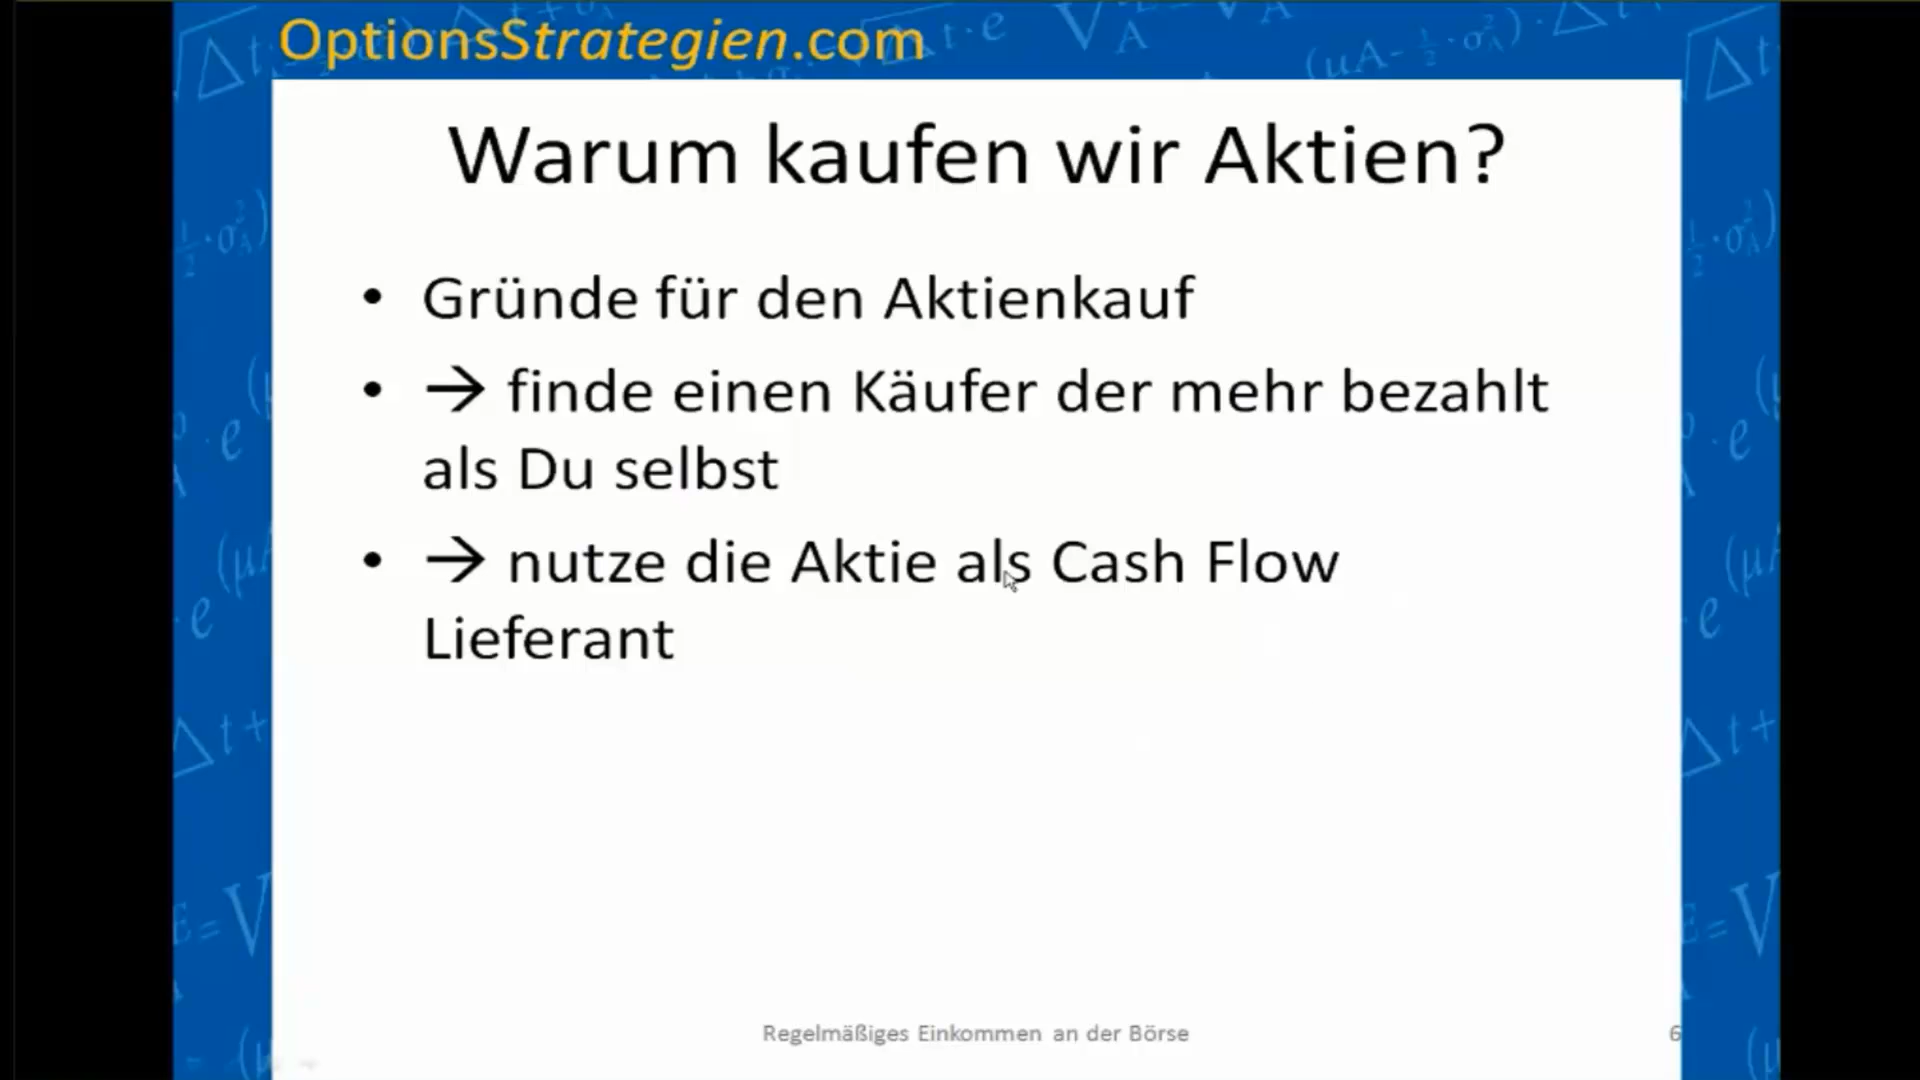 OptionsStrategien.com
Warum kaufen wir Aktien?
• Gründe für den Aktienkauf
• → finde einen Käufer der mehr bezahlt
als Du selbst
• → nutze die Aktie als Cash Flow
Lieferant
Regelmäßiges Einkommen an der Börse
6